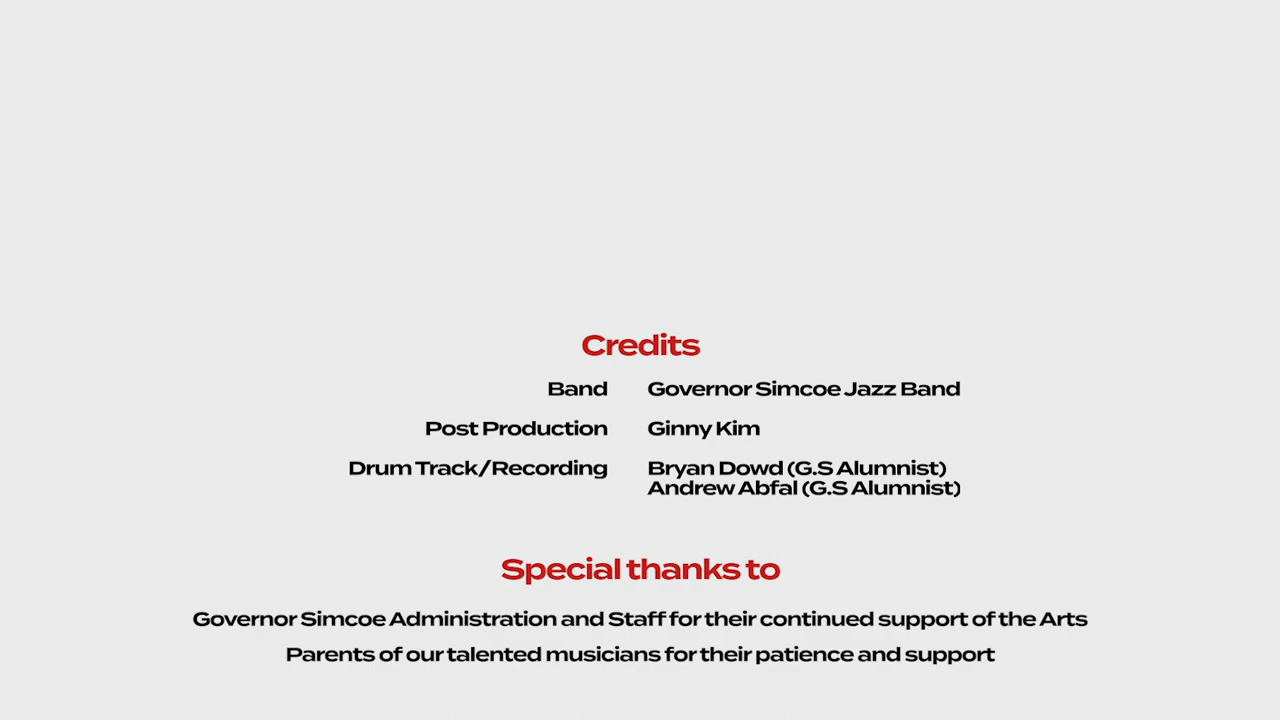 Credits
Band Governor Simcoe Jazz Band
Post Production Ginny Kim
Drum Track/Recording Bryan Dowd (G.S Alumnist)
Andrew Abfal (G.S Alumnist)
Special thanks to
Governor Simcoe Administration and Staff for their continued support of the Arts
Parents of our talented musicians for their patience and support